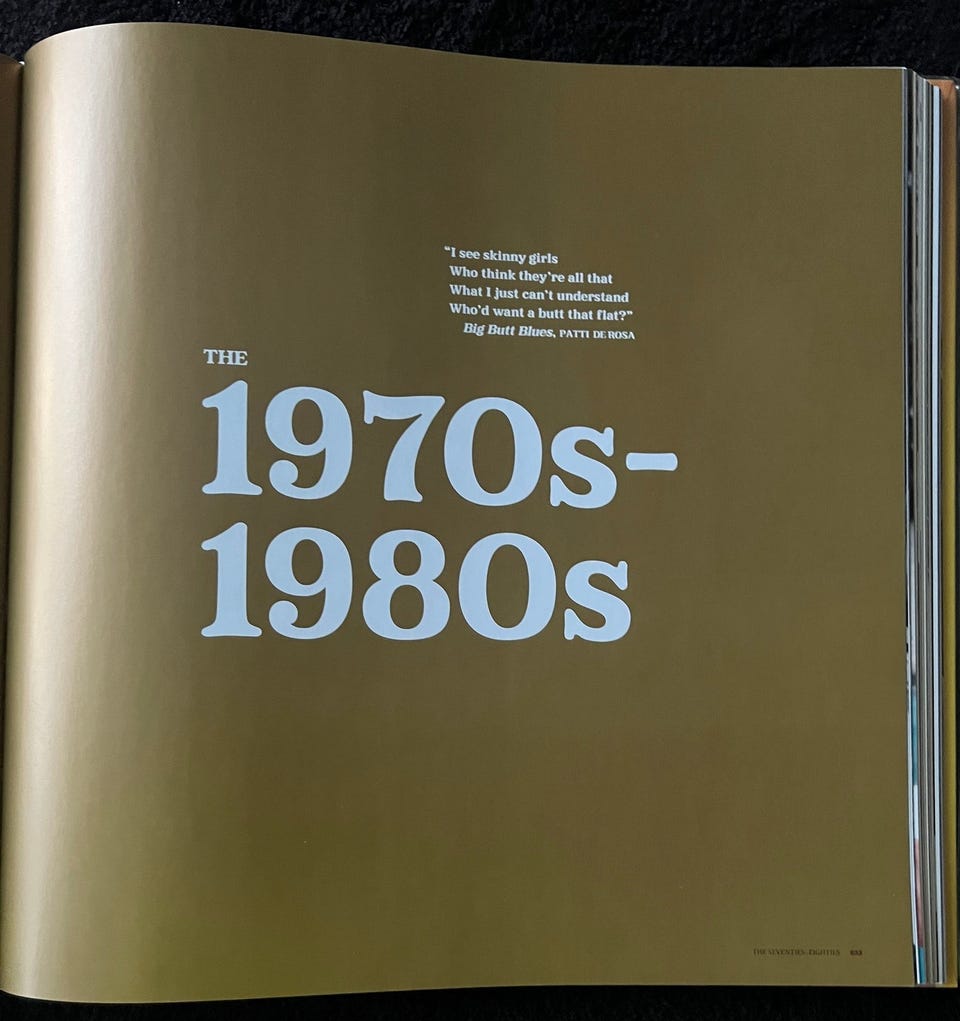 “I see skinny girls
Who think they’re all that
What I just can’t understand
Who’d want a butt that flat?”
Big Butt Blues, PATTI DE ROSA
THE
1970s–
1980s
THE SEVENTIES–EIGHTIES